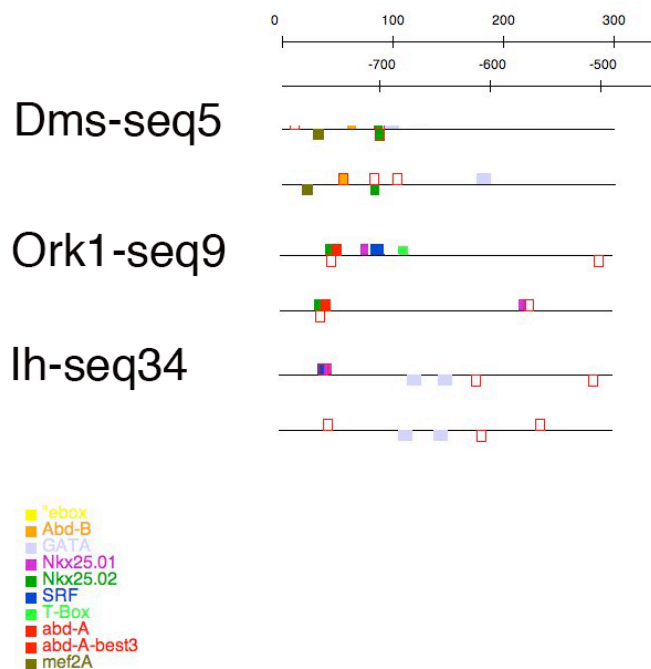 0 100 200 300
-700 -600 -500
Dms-seq5
Ork1-seq9
Ih-seq34
"ebox
Abd-B
GATA
Nkx25.01
Nkx25.02
SRF
T-Box
abd-A
abd-A-best3
mef2A